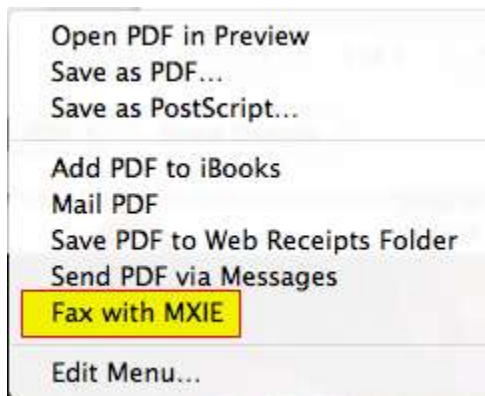 Open PDF in Preview
Save as PDF...
Save as PostScript...
Add PDF to iBooks
Mail PDF
Save PDF to Web Receipts Folder
Send PDF via Messages
Fax with MXIE
Edit Menu...